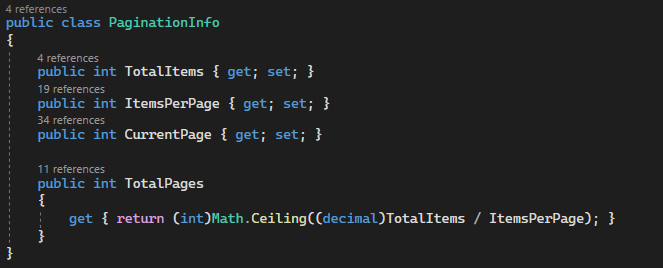 4 references
public class PaginationInfo
{
4 references
public int TotalItems { get; set; }
19 references
public int ItemsPerPage { get; set; }
34 references
public int CurrentPage { get; set; }
11 references
public int TotalPages
{
get { return (int)Math.Ceiling((decimal)TotalItems / ItemsPerPage); }
}
}